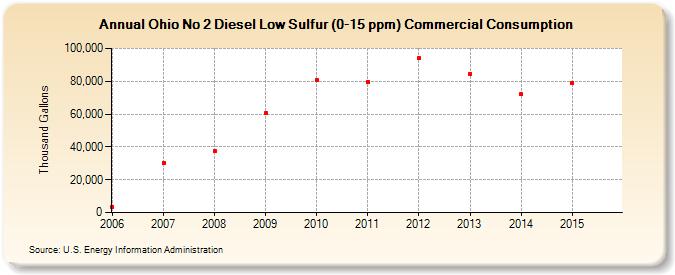 Annual Ohio No 2 Diesel Low Sulfur (0-15 ppm) Commercial Consumption
Thousand Gallons
100,000
80,000
60,000
40,000
20,000
0
2006 2007 2008 2009 2010 2011 2012 2013 2014 2015
Source: U.S. Energy Information Administration